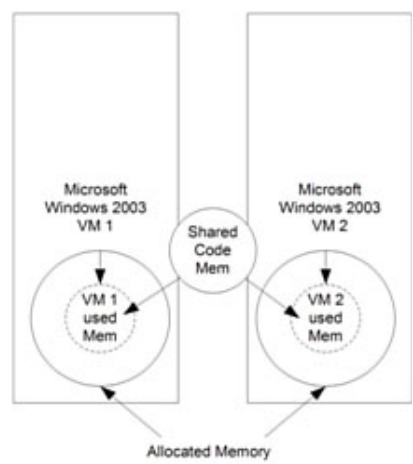 Microsoft
Windows 2003
VM 1
Microsoft
Windows 2003
VM 2
Shared
Code
Mem
VM 1
used
Mem
VM 2
used
Mem
Allocated Memory